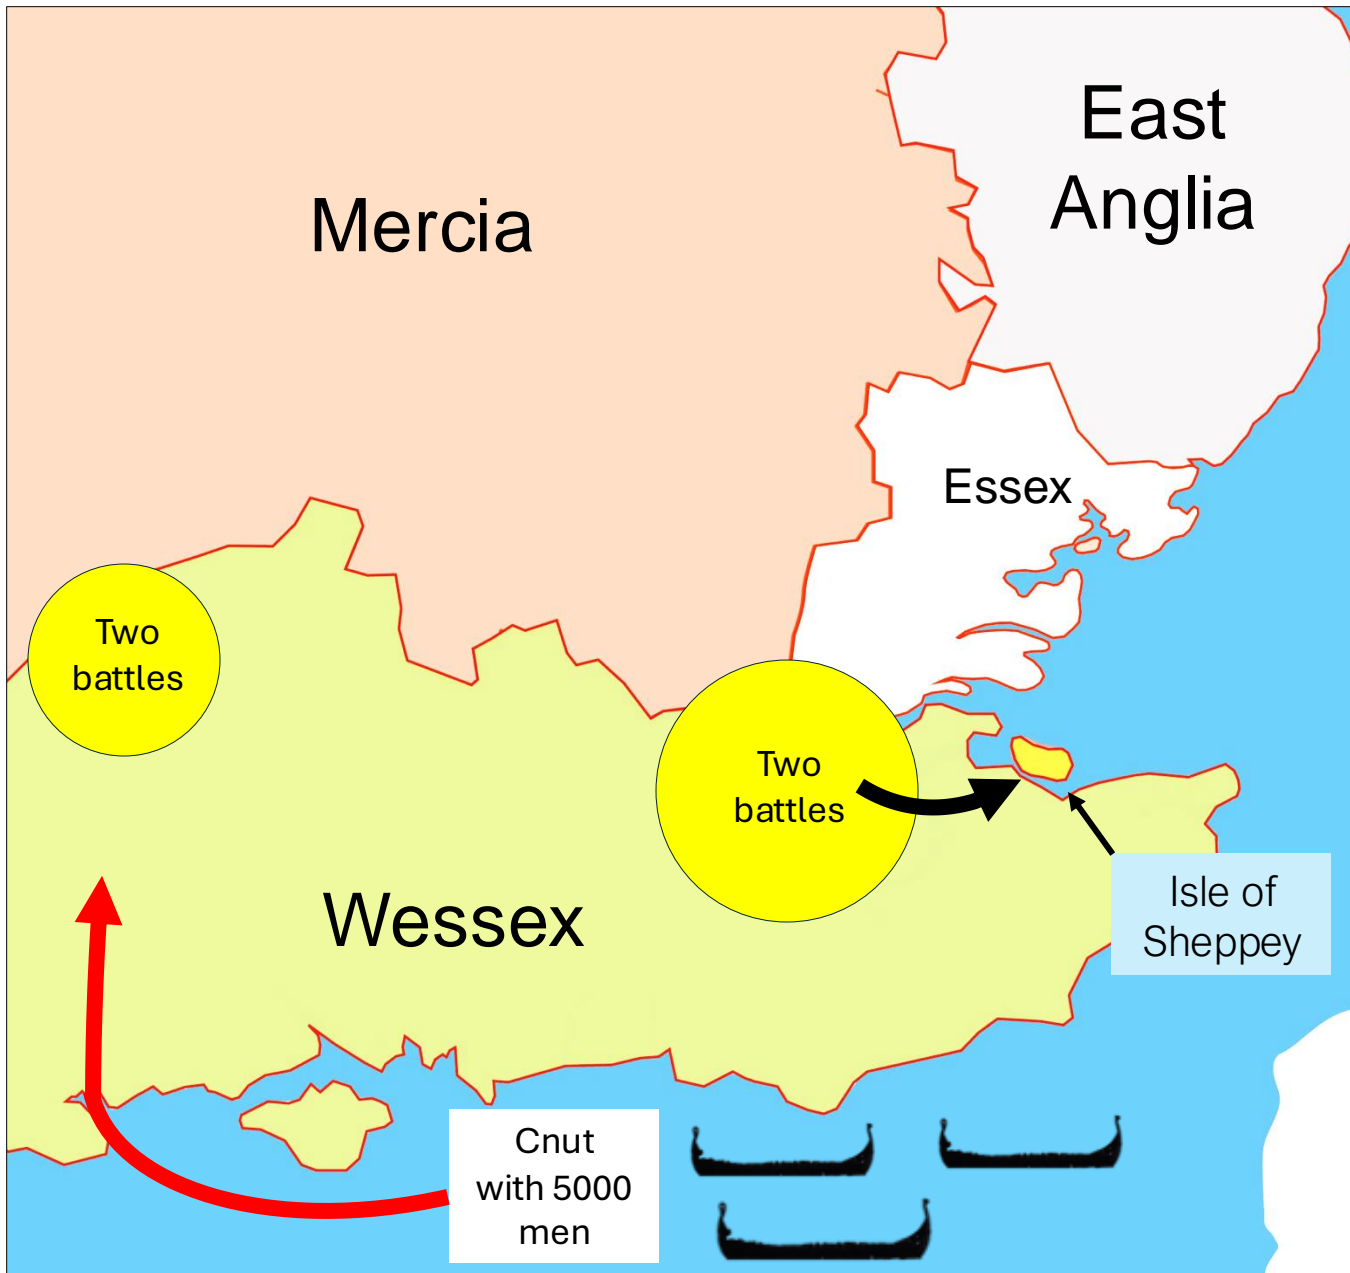 East
Anglia
Mercia
Essex
Two
battles
Two
battles
Isle of
Sheppey
Wessex
Cnut
with 5000
men